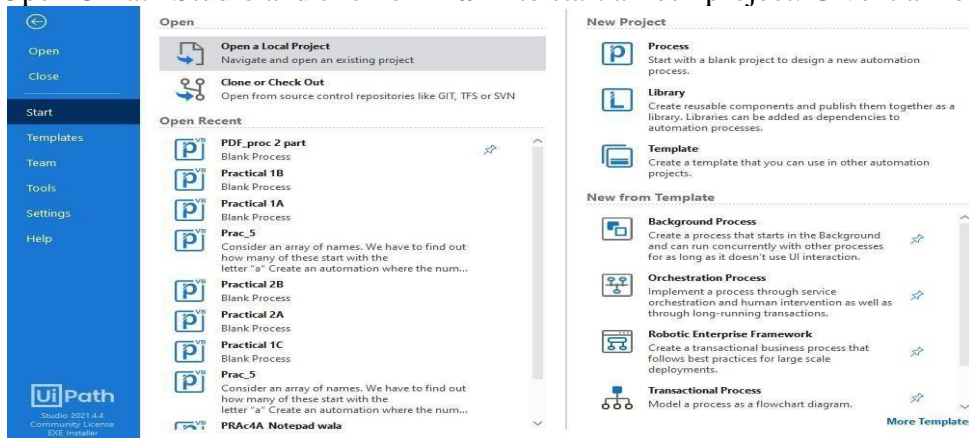 Open
Close
Start
Templates
Team
Tools
Settings
Help
UiPath
Studio 2021.4.4
Community License
EXE Installer
Open
Open a Local Project
Navigate and open an existing project
Clone or Check Out
Open from source control repositories like GIT, TFS or SVN
Open Recent
PDF_proc 2 part
Blank Process
Practical 1B
Blank Process
Practical 1A
Blank Process
Prac_5
Consider an array of names. We have to find out
how many of these start with the
letter "a" Create an automation where the num...
Practical 2B
Blank Process
Practical 2A
Blank Process
Practical 1C
Blank Process
Prac_5
Consider an array of names. We have to find out
how many of these start with the
letter "a" Create an automation where the num...
PRAc4A Notepad wala
New Project
Process
Start with a blank project to design a new automation
process.
Library
Create reusable components and publish them together as a
library. Libraries can be added as dependencies to
automation processes.
Template
Create a template that you can use in other automation
projects.
New from Template
Background Process
Create a process that starts in the Background
and can run concurrently with other processes
for as long as it doesn't use UI interaction.
Orchestration Process
Implement a process through service
orchestration and human intervention as well as
through long-running transactions.
Robotic Enterprise Framework
Create a transactional business process that
follows best practices for large scale
deployments.
Transactional Process
Model a process as a flowchart diagram.
More Template